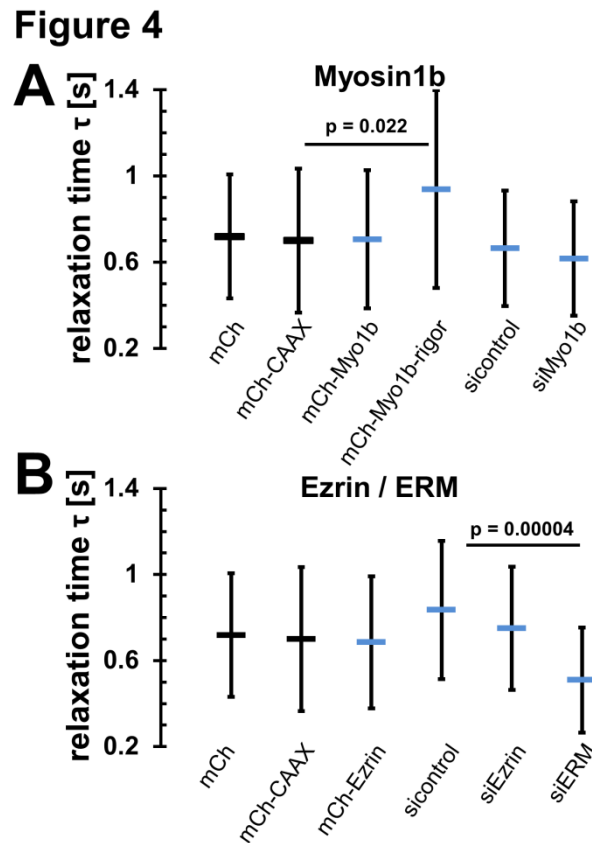 Figure 4
A
Myosin1b
relaxation time τ [s]
1.4
1
0.6
0.2
p = 0.022
mCh
mCh-CAAX
mCh-Myo1b
mCh-Myo1b-rigor
sicontrol
siMyo1b
B
Ezrin / ERM
relaxation time τ [s]
1.4
1
0.6
0.2
p = 0.00004
mCh
mCh-CAAX
mCh-Ezrin
sicontrol
siEzrin
siERM